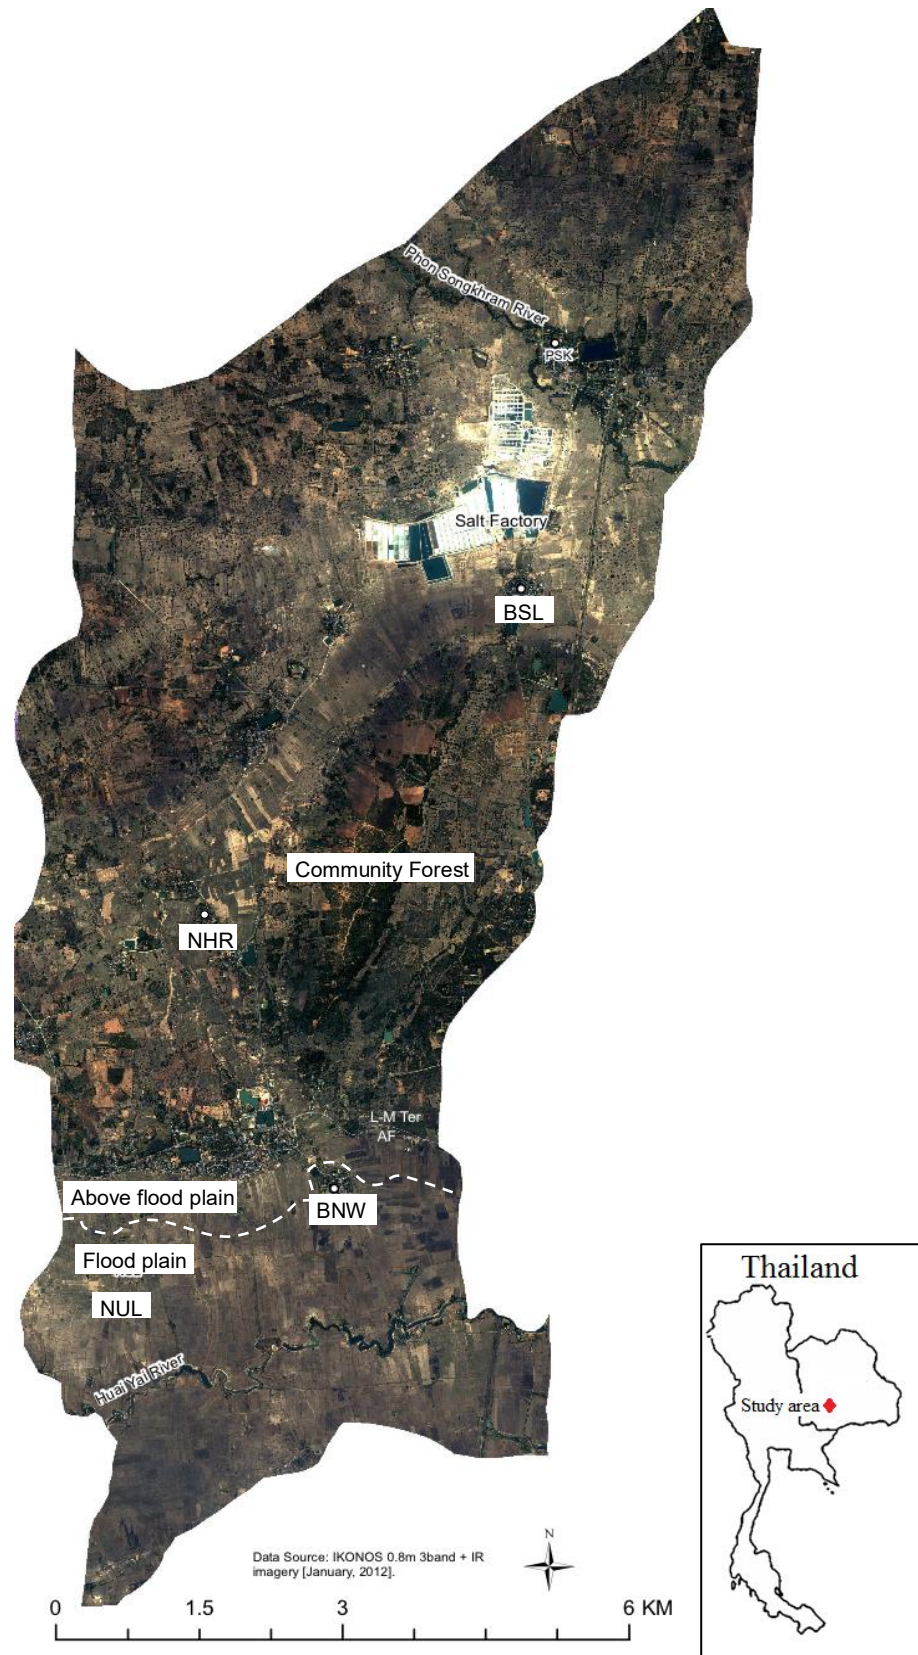 Phon Songkhram River
PSK
Salt Factory
BSL
Community Forest
NHR
L-M Ter
AF
Above flood plain
BNW
Flood plain
NUL
Huai Yai River
Thailand
Study area
N
Data Source: IKONOS 0.8m 3band + IR
imagery [January, 2012].
0 1.5 3 6 KM